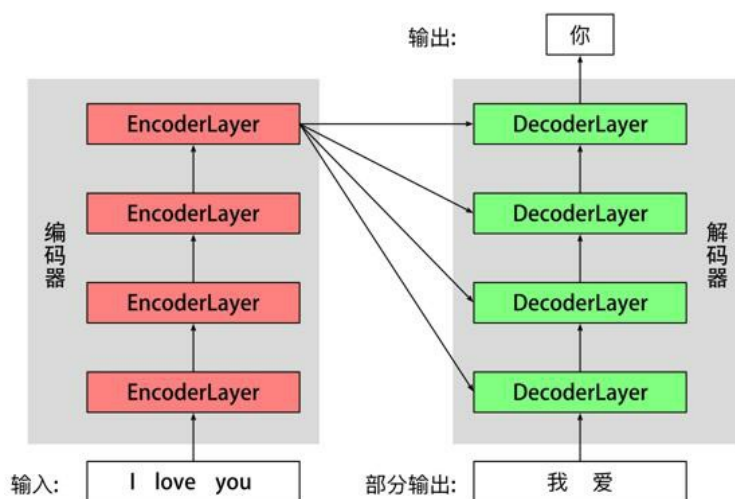 输出:
你
EncoderLayer
EncoderLayer
EncoderLayer
EncoderLayer
编码器
DecoderLayer
DecoderLayer
DecoderLayer
DecoderLayer
解码器
输入:
I love you
部分输出:
我 爱